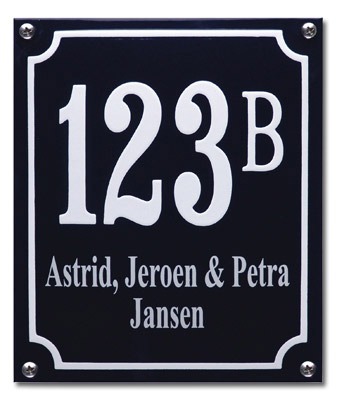 123B
Astrid, Jeroen & Petra
Jansen